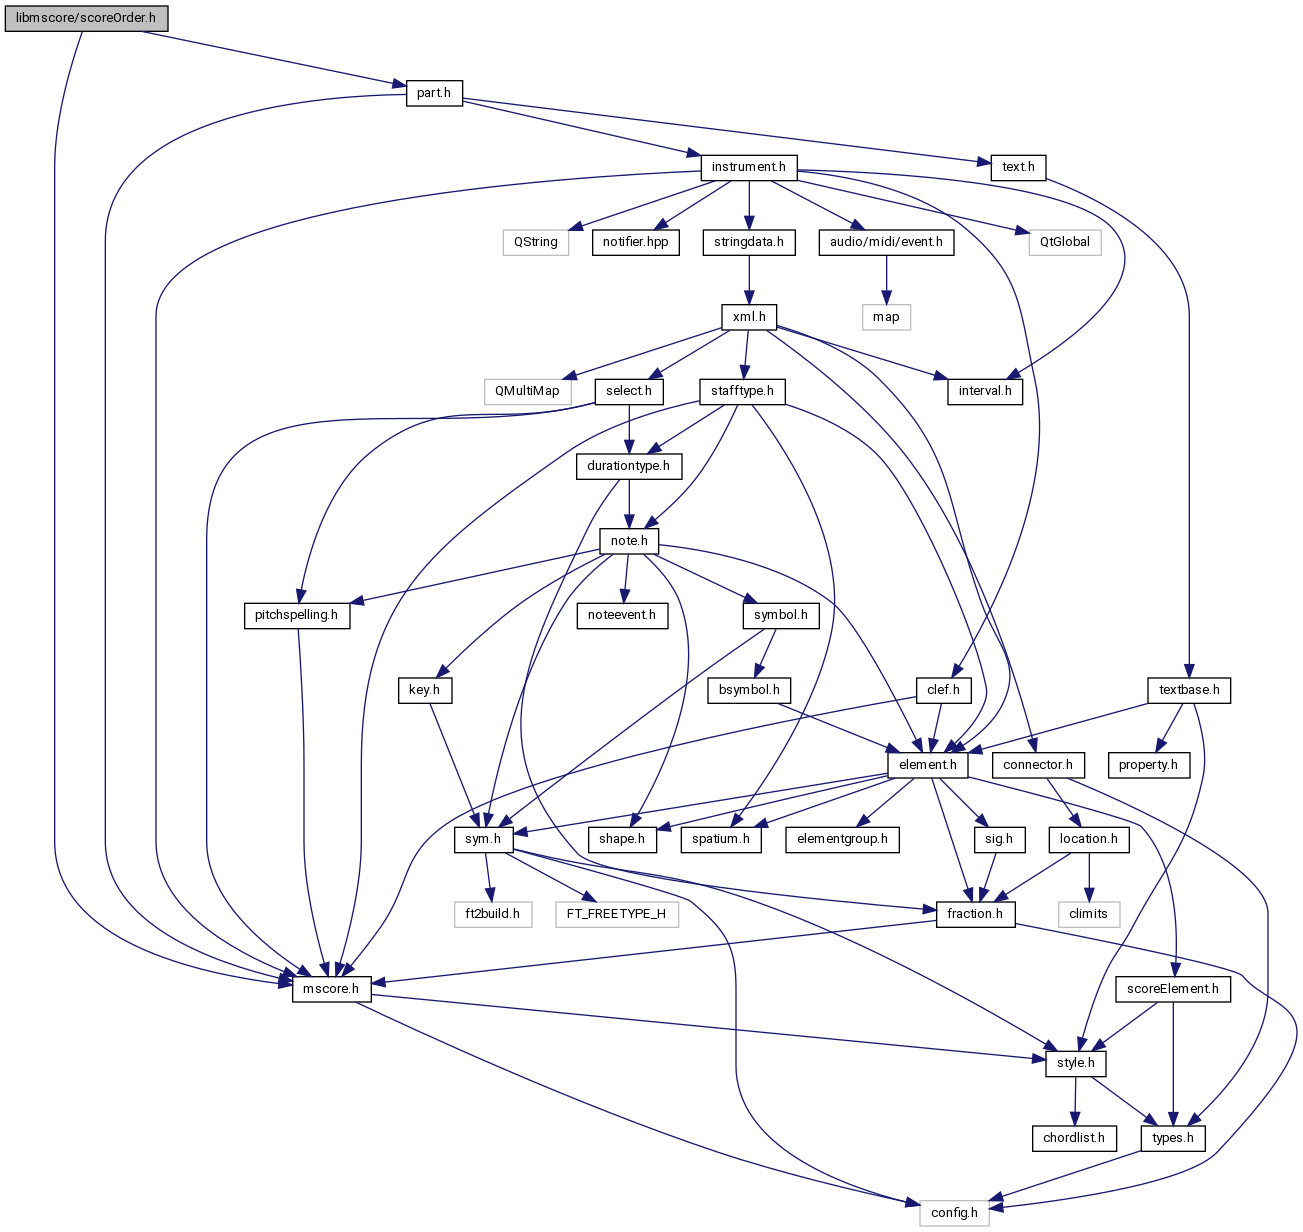 libmscore/scoreOrder.h
part.h
instrument.h
text.h
QString
notifier.hpp
stringdata.h
audio/midi/event.h
QtGlobal
xml.h
map
QMultiMap
select.h
stafftype.h
interval.h
durationtype.h
note.h
pitchspelling.h
noteevent.h
symbol.h
key.h
bsymbol.h
clef.h
textbase.h
element.h
connector.h
property.h
sym.h
shape.h
spatium.h
elementgroup.h
sig.h
location.h
ft2build.h
FT_FREETYPE_H
fraction.h
climits
mscore.h
scoreElement.h
style.h
chordlist.h
types.h
config.h